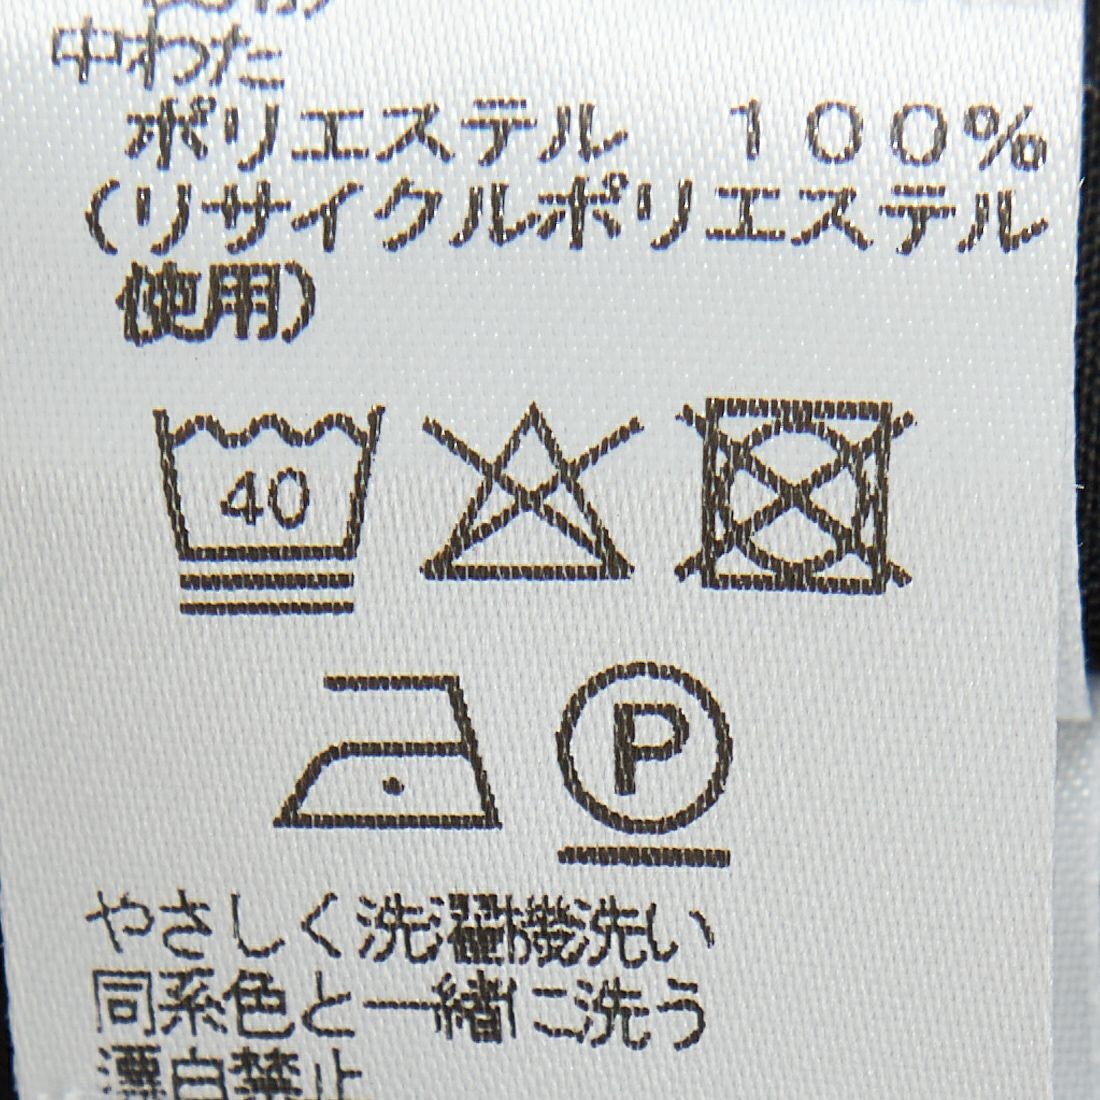 中わた
ポリエステル 100%
(リサイクルポリエステル
使用)
40
P
やさしく洗濯機洗い
同系色と一緒に洗う
漂白禁止